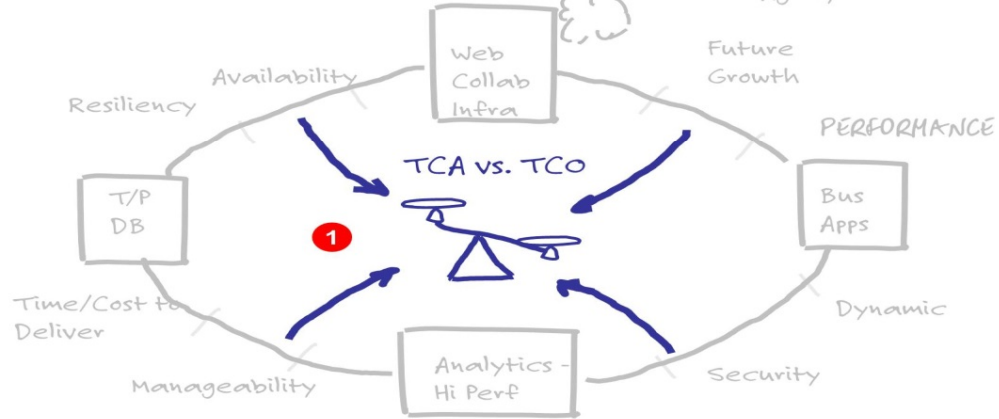 Web
Collab
Infra
Future
Growth
Availability
Resiliency
PERFORMANCE
TCA vs. TCO
T/P
DB
Bus
Apps
1
Time/Cost to
Deliver
Dynamic
Analytics -
Hi Perf
Manageability
Security